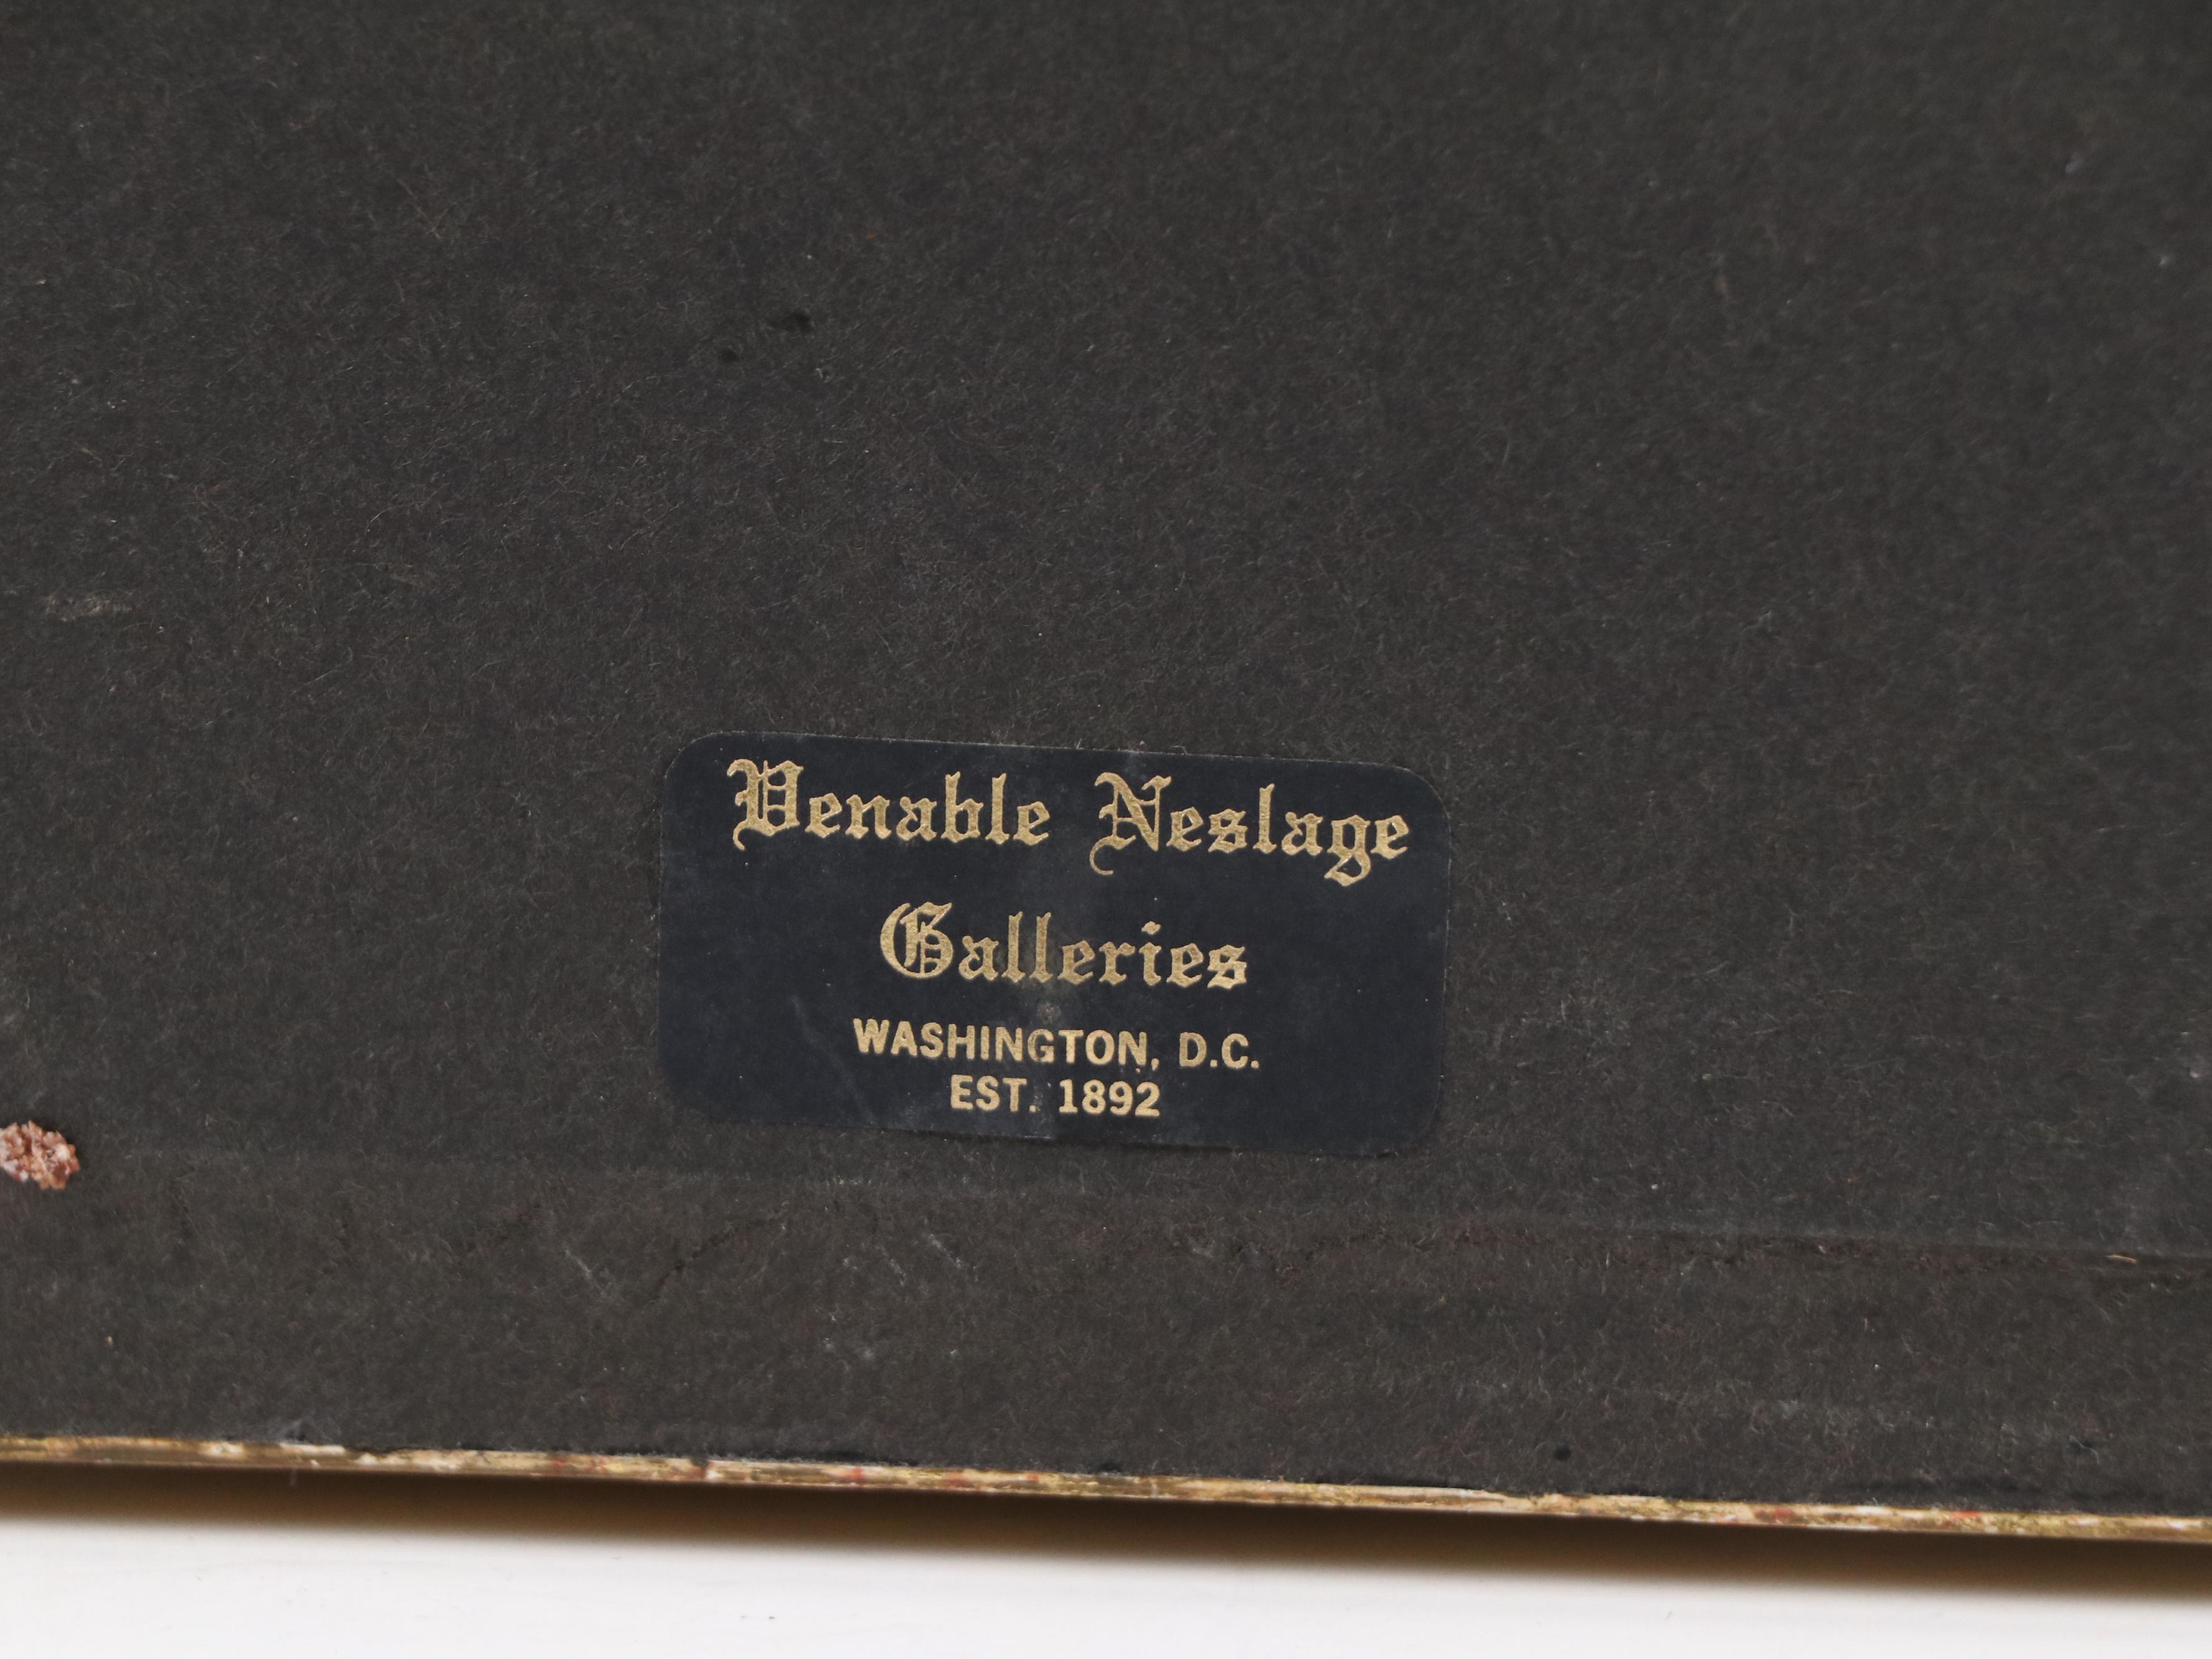 Venable Neslage
Galleries
WASHINGTON, D.C.
EST. 1892